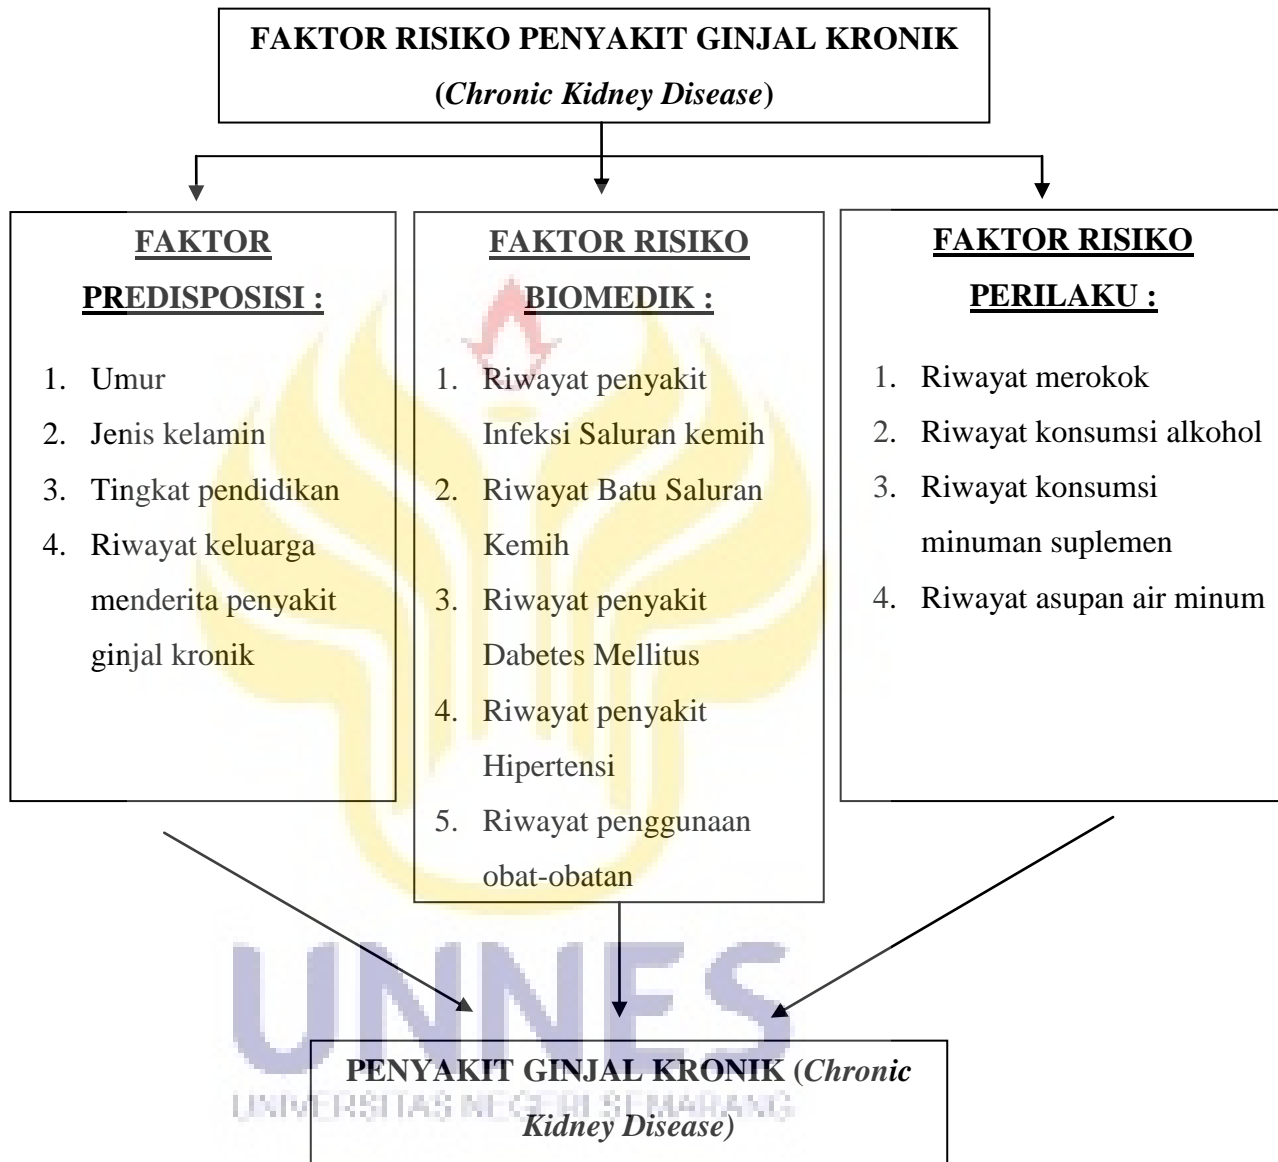 FAKTOR RISIKO PENYAKIT GINJAL KRONIK
(Chronic Kidney Disease)
FAKTOR
PREDISPOSISI :
1. Umur
2. Jenis kelamin
3. Tingkat pendidikan
4. Riwayat keluarga
menderita penyakit
ginjal kronik
FAKTOR RISIKO
BIOMEDIK :
1. Riwayat penyakit
Infeksi Saluran kemih
2. Riwayat Batu Saluran
Kemih
3. Riwayat penyakit
Dabetes Mellitus
4. Riwayat penyakit
Hipertensi
5. Riwayat penggunaan
obat-obatan
FAKTOR RISIKO
PERILAKU :
1. Riwayat merokok
2. Riwayat konsumsi alkohol
3. Riwayat konsumsi
minuman suplemen
4. Riwayat asupan air minum
UNNES
PENYAKIT GINJAL KRONIK (Chronic
UNIVERSITAS NEGERI SEMARANG
Kidney Disease)